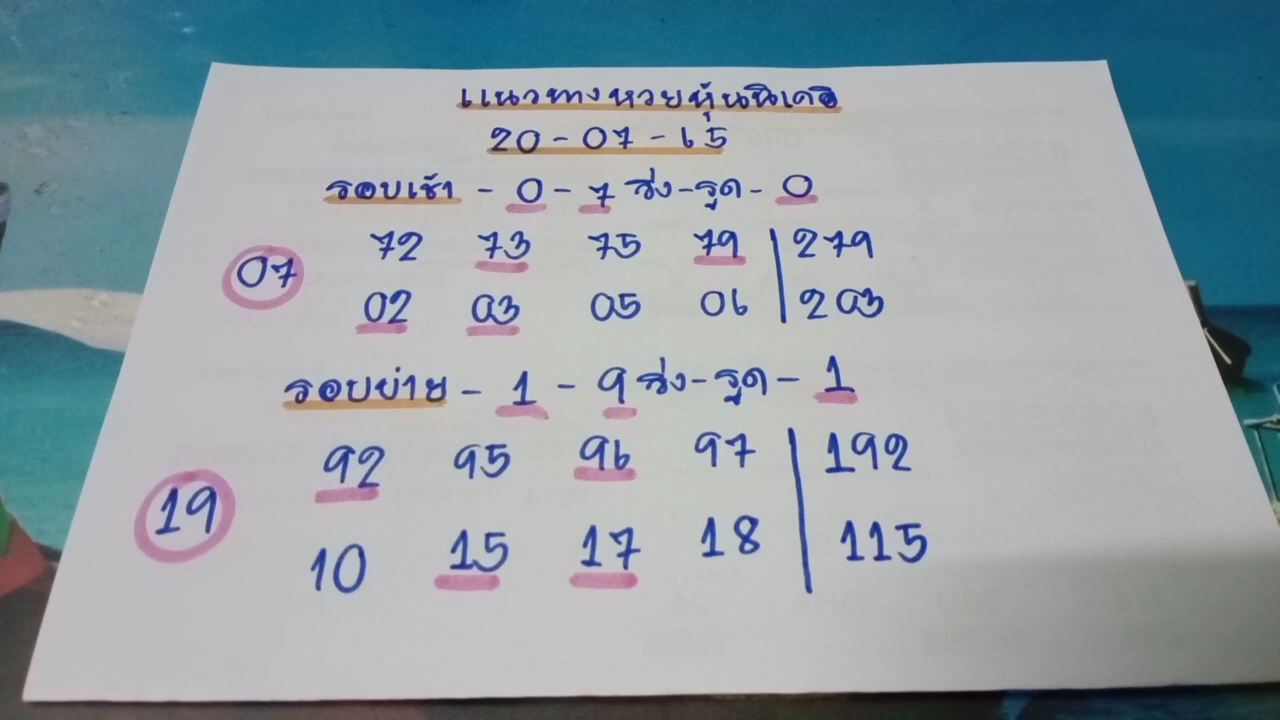 แนวทางหวยหุ้นนิเคอิ
20-07-65
รอบเช้า - 0 - 7 วิ่ง-รูด- 0
72 73 75 79 | 279
07
02 03 05 06 | 203
รอบบ่าย - 1 - 9 วิ่ง-รูด- 1
92 95 96 97 | 192
19
10 15 17 18 | 115